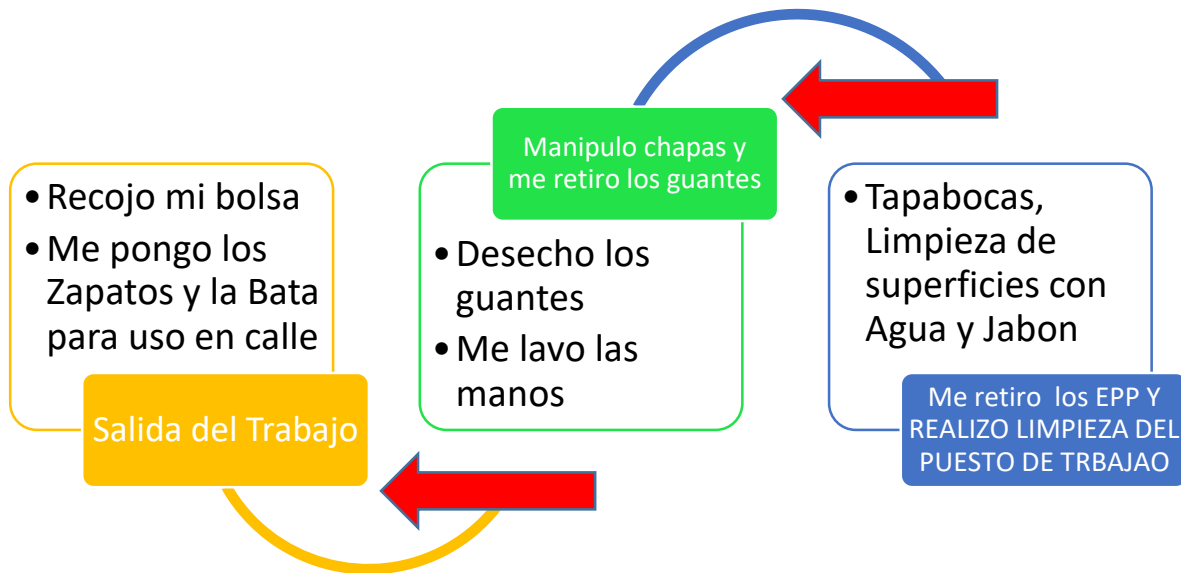 • Recojo mi bolsa
• Me pongo los
Zapatos y la Bata
para uso en calle
Salida del Trabajo
Manipulo chapas y
me retiro los guantes
• Desecho los
guantes
• Me lavo las
manos
• Tapabocas,
Limpieza de
superficies con
Agua y Jabon
Me retiro los EPP Y
REALIZO LIMPIEZA DEL
PUESTO DE TRBAJAO